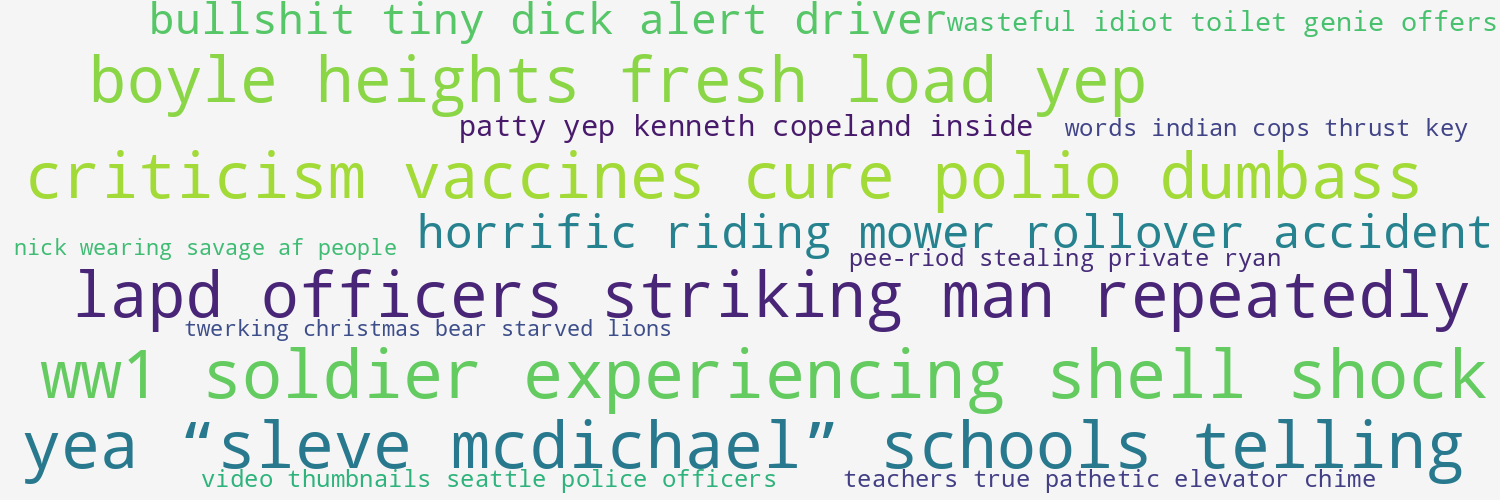 bullshit tiny dick alert driver
wasteful idiot toilet genie offers
boyle heights fresh load yep
patty yep kenneth copeland inside
words indian cops thrust key
criticism vaccines cure polio dumbass
horrific riding mower rollover accident
nick wearing savage af people
pee-riod stealing private ryan
lapd officers striking man repeatedly
twerking christmas bear starved lions
ww1 soldier experiencing shell shock
yea “sleve mcdichael” schools telling
video thumbnails seattle police officers
teachers true pathetic elevator chime